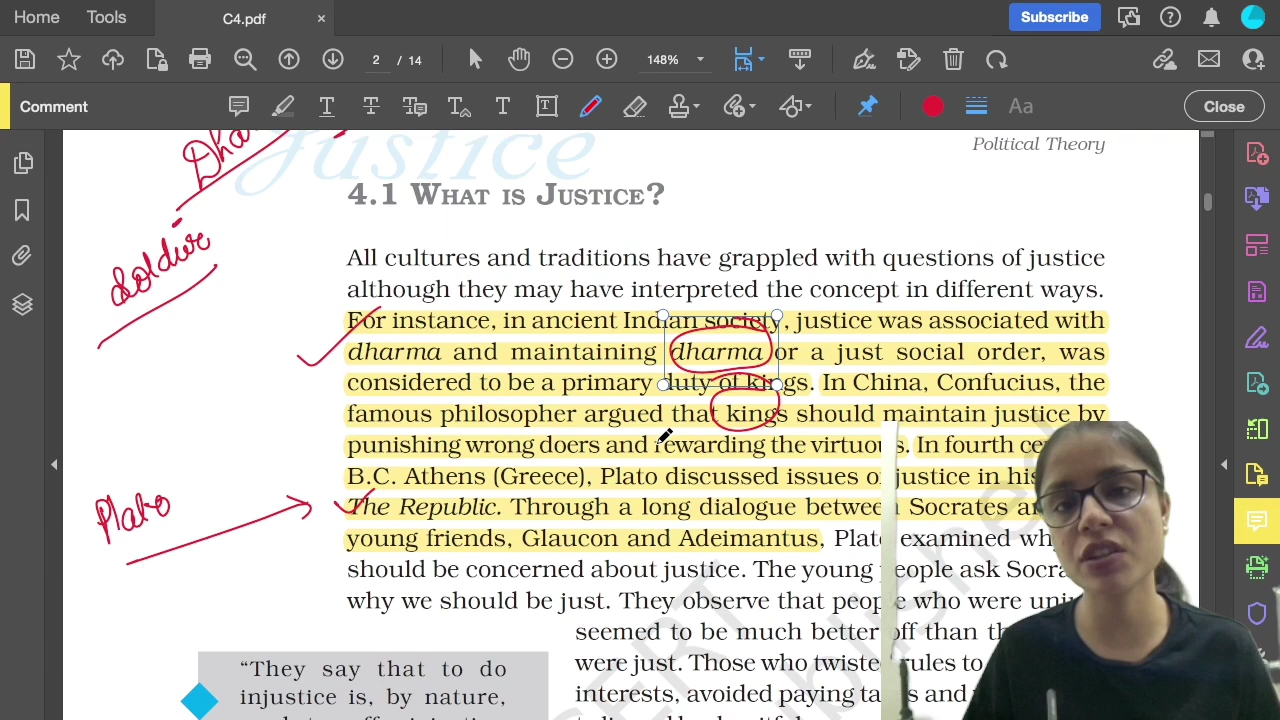 Home Tools C4.pdf × Subscribe
2 / 14 148%
Comment Aa Close
Justice
Political Theory
Soldier
4.1 What is Justice?
All cultures and traditions have grappled with questions of justice
although they may have interpreted the concept in different ways.
For instance, in ancient Indian society, justice was associated with
dharma and maintaining dharma or a just social order, was
considered to be a primary duty of kings. In China, Confucius, the
famous philosopher argued that kings should maintain justice by
punishing wrong doers and rewarding the virtuous. In fourth
B.C. Athens (Greece), Plato discussed issues of justice in his
Plato
The Republic. Through a long dialogue between Socrates
young friends, Glaucon and Adeimantus, Plato examined why
should be concerned about justice. The young people ask
why we should be just. They observe that people who were
seemed to be much better off than
were just. Those who twisted rules to
interests, avoided paying taxes and
“They say that to do
injustice is, by nature,